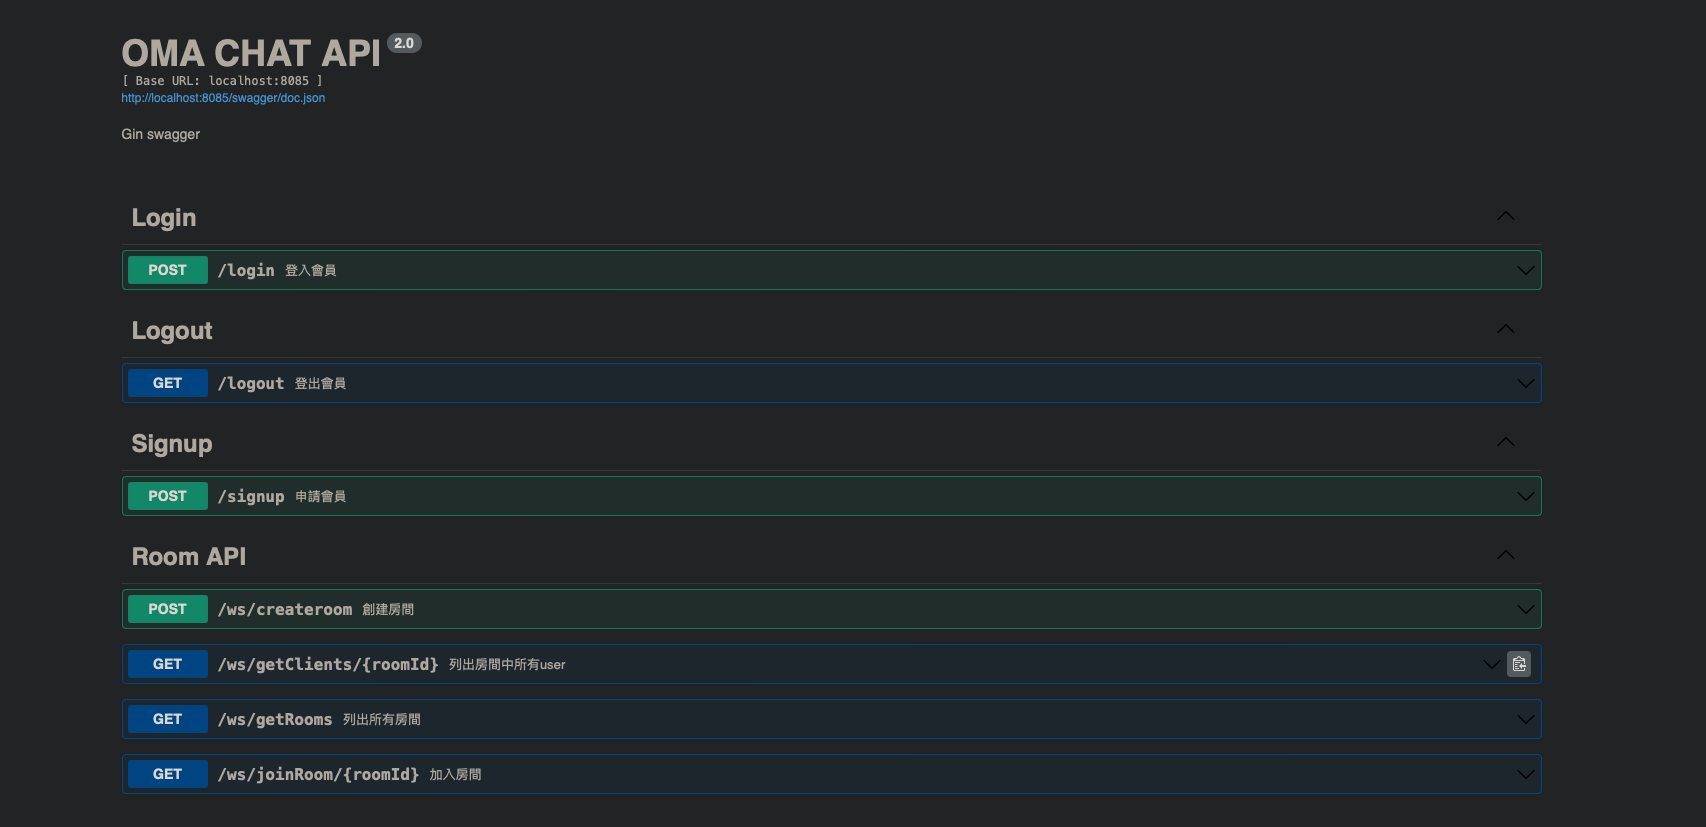 OMA CHAT API 2.0
[ Base URL: localhost:8085 ]
http://localhost:8085/swagger/doc.json
Gin swagger
Login
POST /login 登入會員
Logout
GET /logout 登出會員
Signup
POST /signup 申請會員
Room API
POST /ws/createroom 創建房間
GET /ws/getClients/{roomId} 列出房間中所有user
GET /ws/getRooms 列出所有房間
GET /ws/joinRoom/{roomId} 加入房間